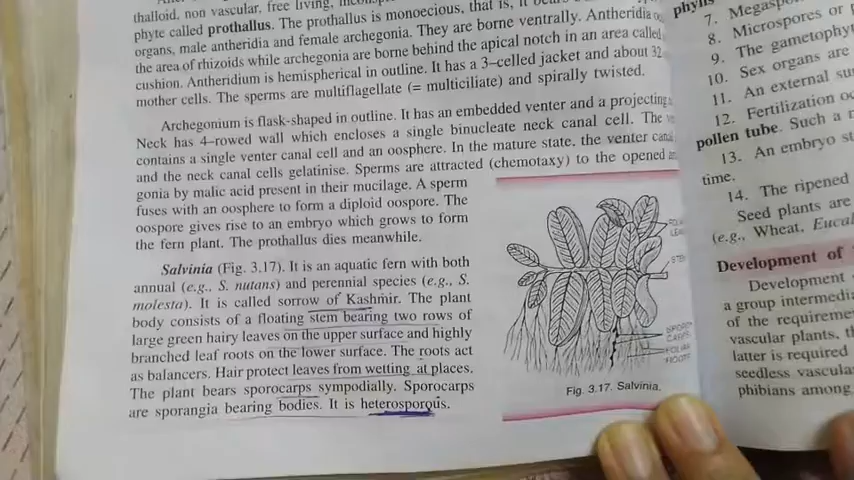 thalloid, non vascular, free living,
phyte called prothallus. The prothallus is monoecious, that is, it
organs, male antheridia and female archegonia. They are borne ventrally. Antheridia
the area of rhizoids while archegonia are borne behind the apical notch in an area called
cushion. Antheridium is hemispherical in outline. It has a 3–celled jacket and about 32
mother cells. The sperms are multiflagellate (= multiciliate) and spirally twisted.
Archegonium is flask-shaped in outline. It has an embedded venter and a projecting
Neck has 4–rowed wall which encloses a single binucleate neck canal cell. The
contains a single venter canal cell and an oosphere. In the mature state, the venter
and the neck canal cells gelatinise. Sperms are attracted (chemotaxy) to the opened
gonia by malic acid present in their mucilage. A sperm
fuses with an oosphere to form a diploid oospore. The
oospore gives rise to an embryo which grows to form
the fern plant. The prothallus dies meanwhile.
Salvinia (Fig. 3.17). It is an aquatic fern with both
annual (e.g., S. nutans) and perennial species (e.g., S.
molesta). It is called sorrow of Kashmir. The plant
body consists of a floating stem bearing two rows of
large green hairy leaves on the upper surface and highly
branched leaf roots on the lower surface. The roots act
as balancers. Hair protect leaves from wetting at places.
The plant bears sporocarps sympodially. Sporocarps
are sporangia bearing bodies. It is heterosporous.
STEM
Fig. 3.17. Salvinia.
phylls
7.
8. Microspores or
9. The
10. Sex organs are
11. An external
12. Fertilization
pollen tube. Such a
13. An embryo
time.
14. The ripened
Seed plants are
(e.g., Wheat,
Development of
Development
a group
of the
vascular plants,
latter is required
seedless
phibians among